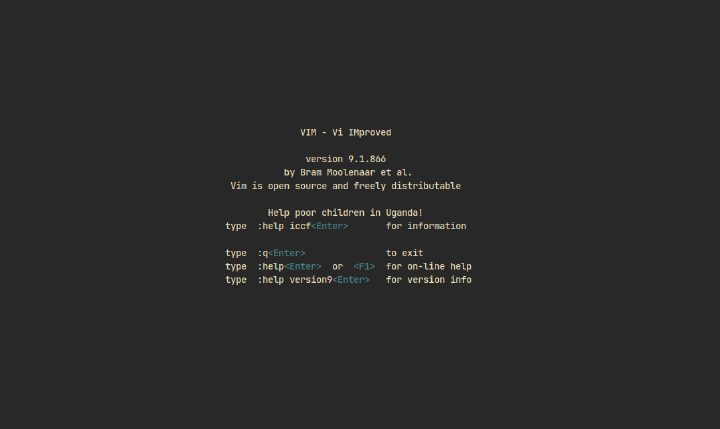 VIM - Vi IMproved
version 9.1.866
by Bram Moolenaar et al.
Vim is open source and freely distributable
Help poor children in Uganda!
type :help iccf<Enter> for information
type :q<Enter> to exit
type :help<Enter> or <F1> for on-line help
type :help version9<Enter> for version info